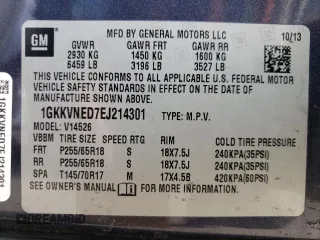 GM
MFD BY GENERAL MOTORS LLC
10/13
GVWR GAWR FRT GAWR RR
2930 KG 1450 KG 1600 KG
6459 LB 3196 LB 3527 LB
THIS VEHICLE CONFORMS TO ALL APPLICABLE U.S. FEDERAL
MOTOR VEHICLE SAFETY AND THEFT PREVENTION STANDARDS
IN EFFECT ON THE DATE OF MANUFACTURE SHOWN ABOVE.
1GKKVNED7EJ214301 TYPE: M.P.V.
MODEL: V14526
VBBM TIRE SIZE SPEED RTG RIM COLD TIRE PRESSURE
FRT P255/65R18 S 18X7.5J 240KPA(35PSI)
RR P255/65R18 S 18X7.5J 240KPA(35PSI)
SPA T145/70R17 M 17X4.5B 420KPA(60PSI)
SEE OWNER'S MANUAL FOR ADDITIONAL INFORMATION.
1GKKVNED7EJ214301
DREAMBID